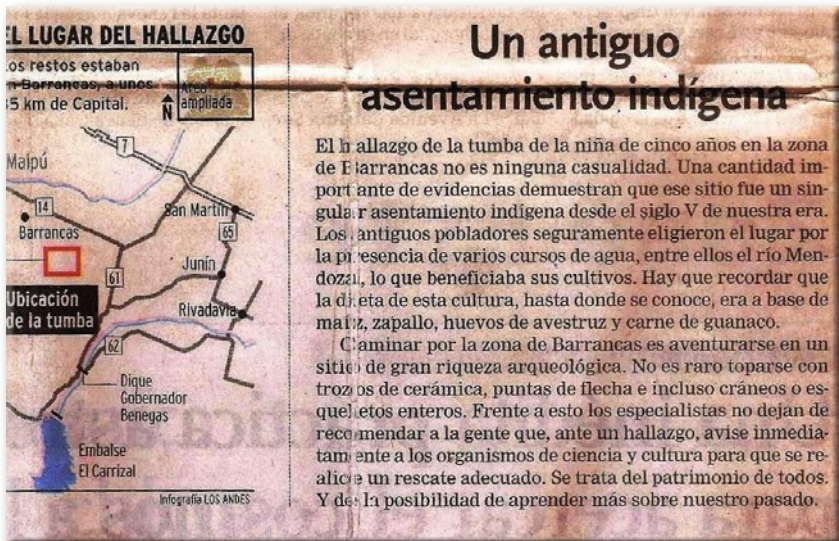 EL LUGAR DEL HALLAZGO
Los restos estaban
en Barrancas, a unos
35 km de Capital.
Área
ampliada
N
7
Maipú
14
San Martín
Barrancas
65
Junín
61
Ubicación
de la tumba
Rivadavia
62
Dique
Gobernador
Benegas
Embalse
El Carrizal
Infografía LOS ANDES
Un antiguo
asentamiento indígena
El hallazgo de la tumba de la niña de cinco años en la zona
de Barrancas no es ninguna casualidad. Una cantidad im-
portante de evidencias demuestran que ese sitio fue un sin-
gular asentamiento indígena desde el siglo V de nuestra era.
Los antiguos pobladores seguramente eligieron el lugar por
la presencia de varios cursos de agua, entre ellos el río Men-
doza, lo que beneficiaba sus cultivos. Hay que recordar que
la dieta de esta cultura, hasta donde se conoce, era a base de
maíz, zapallo, huevos de avestruz y carne de guanaco.
Caminar por la zona de Barrancas es aventurarse en un
sitio de gran riqueza arqueológica. No es raro toparse con
trozos de cerámica, puntas de flecha e incluso cráneos o es-
queletos enteros. Frente a esto los especialistas no dejan de
recomendar a la gente que, ante un hallazgo, avise inmedia-
tamente a los organismos de ciencia y cultura para que se re-
alice un rescate adecuado. Se trata del patrimonio de todos.
Y de la posibilidad de aprender más sobre nuestro pasado.